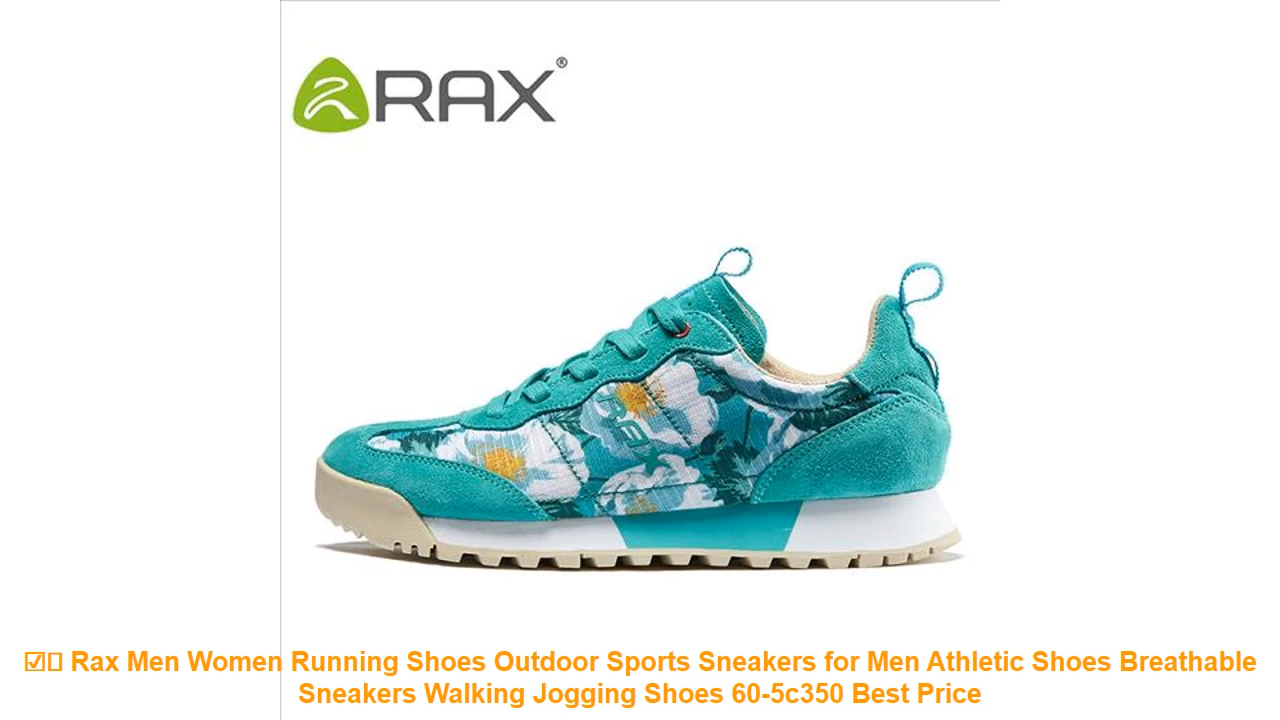 RAX®
RAX
☑ Rax Men Women Running Shoes Outdoor Sports Sneakers for Men Athletic Shoes Breathable
Sneakers Walking Jogging Shoes 60-5c350 Best Price